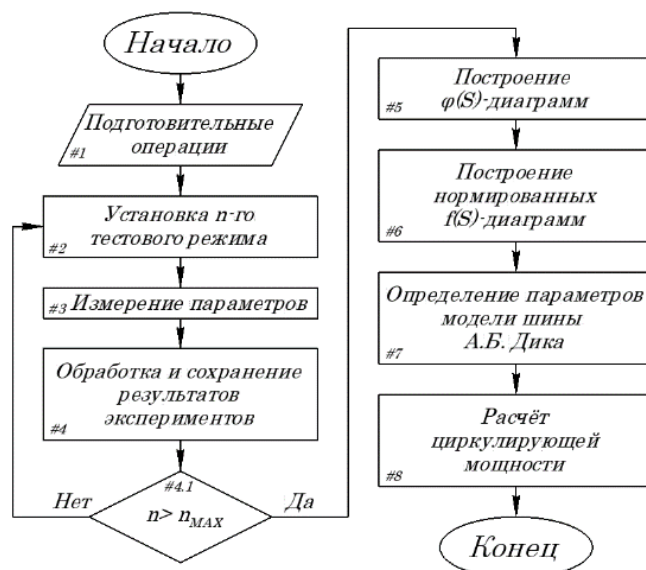 Начало
Подготовительные
операции
#1
Установка n-го
тестового режима
#2
#3 Измерение параметров
Обработка и сохранение
результатов
экспериментов
#4
#4.1
Нет
n> nMAX
Да
Построение
φ(S)-диаграмм
#5
Построение
нормированных
f(S)-диаграмм
#6
Определение параметров
модели шины
А.Б. Дика
#7
Расчёт
циркулирующей
мощности
#8
Конец